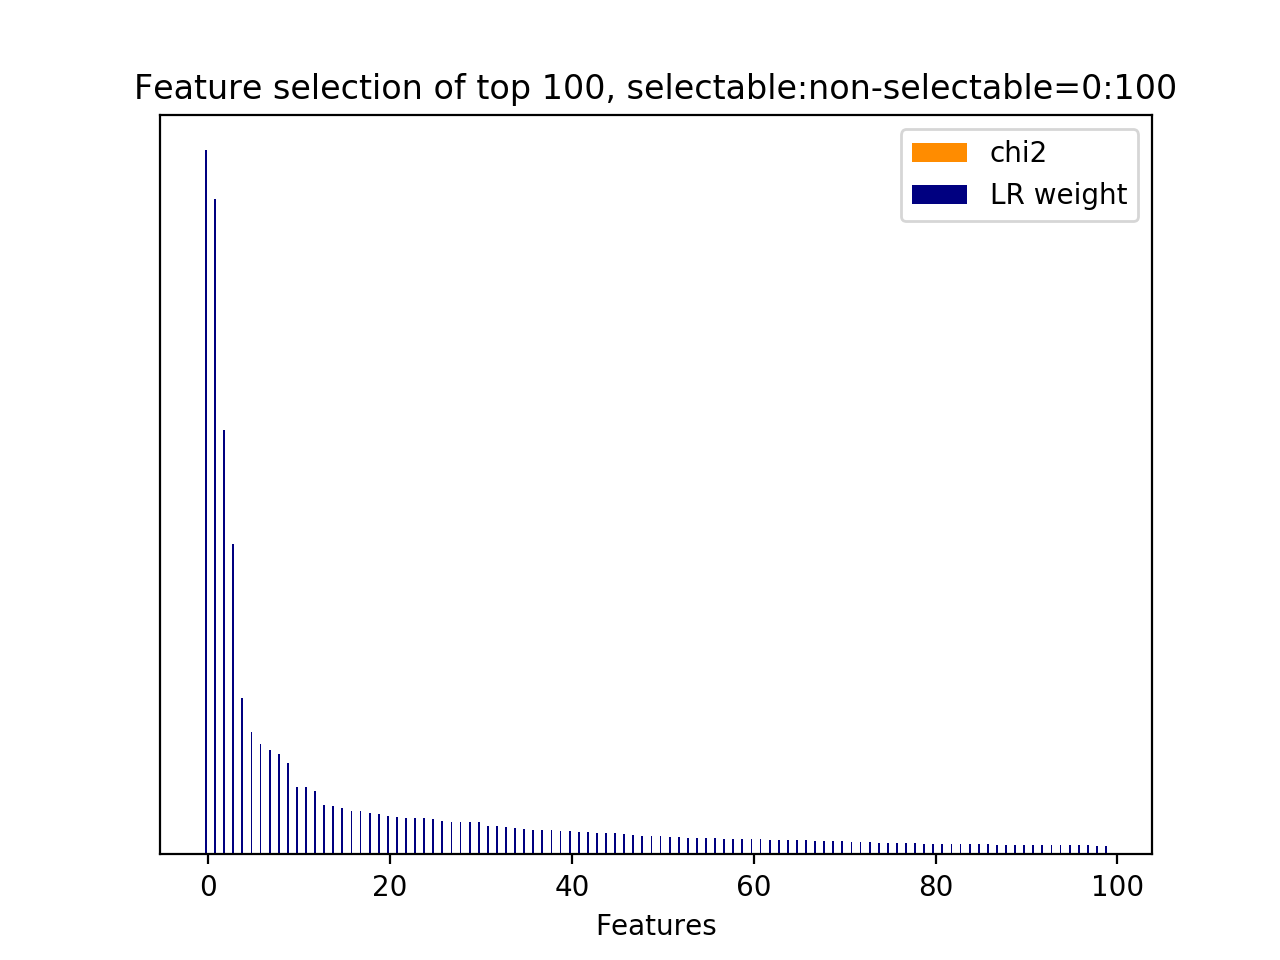 Feature selection of top 100, selectable:non-selectable=0:100
chi2
LR weight
0 20 40 60 80 100
Features